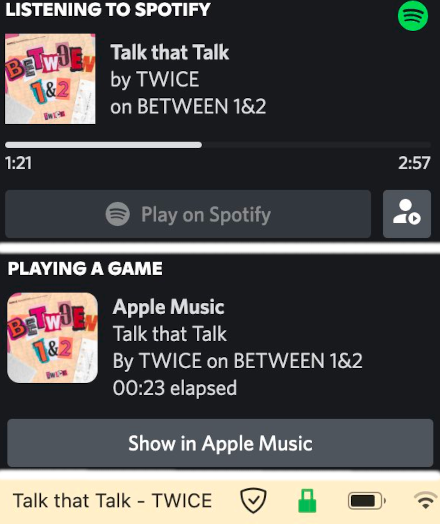 LISTENING TO SPOTIFY
BETWEEN
1&2
TWICE
Talk that Talk
by TWICE
on BETWEEN 1&2
1:21
2:57
Play on Spotify
PLAYING A GAME
BETWEEN
1&2
TWICE
Apple Music
Talk that Talk
By TWICE on BETWEEN 1&2
00:23 elapsed
Show in Apple Music
Talk that Talk - TWICE